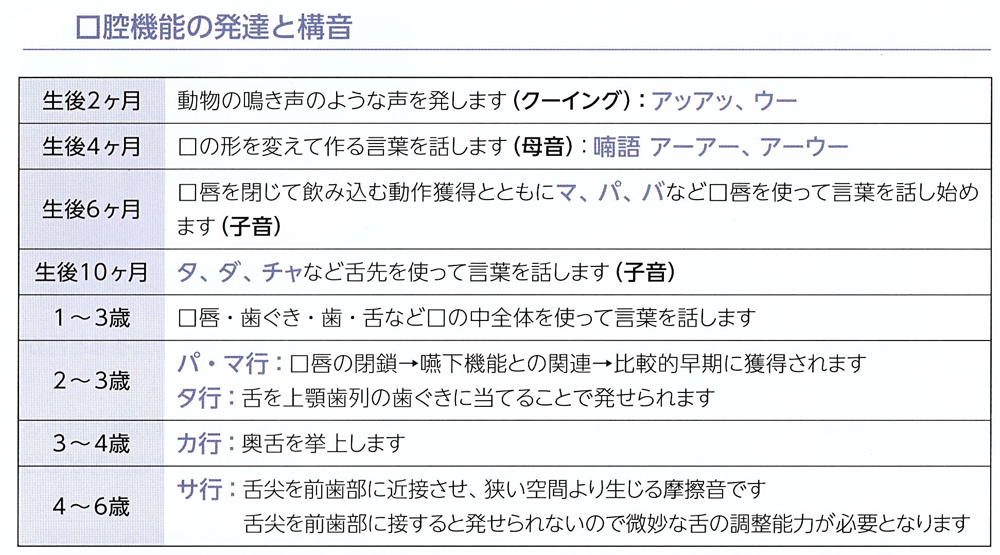 口腔機能の発達と構音
生後2ヶ月 動物の鳴き声のような声を発します(クーイング):アッアッ、ウー
生後4ヶ月 口の形を変えて作る言葉を話します(母音):喃語 アーアー、アーウー
生後6ヶ月 口唇を閉じて飲み込む動作獲得とともにマ、パ、バなど口唇を使って言葉を話し始め
ます(子音)
生後10ヶ月 タ、ダ、チャなど舌先を使って言葉を話します(子音)
1〜3歳 口唇・歯ぐき・歯・舌など口の中全体を使って言葉を話します
2〜3歳 パ・マ行:口唇の閉鎖→嚥下機能との関連→比較的早期に獲得されます
タ行:舌を上顎歯列の歯ぐきに当てることで発せられます
3〜4歳 カ行:奥舌を挙上します
4〜6歳 サ行:舌尖を前歯部に近接させ、狭い空間より生じる摩擦音です
舌尖を前歯部に接すると発せられないので微妙な舌の調整能力が必要となります